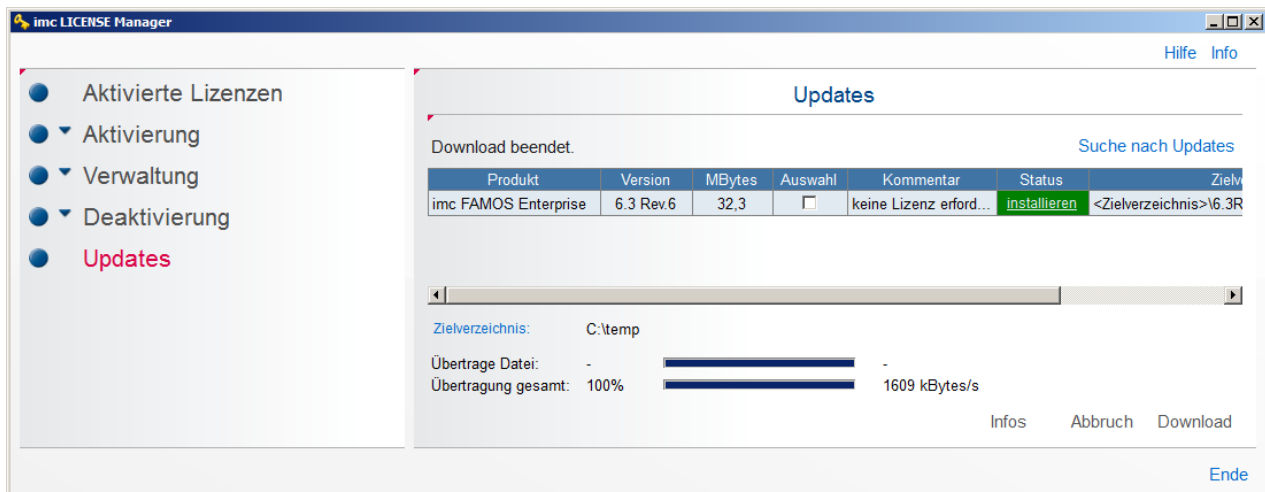 imc LICENSE Manager
Hilfe Info
Aktivierte Lizenzen
Aktivierung
Verwaltung
Deaktivierung
Updates
Updates
Download beendet.
Suche nach Updates
Produkt Version MBytes Auswahl Kommentar Status Zielv
imc FAMOS Enterprise 6.3 Rev.6 32,3 keine Lizenz erford... installieren <Zielverzeichnis>\6.3R
Zielverzeichnis: C:\temp
Übertrage Datei: - -
Übertragung gesamt: 100% 1609 kBytes/s
Infos Abbruch Download
Ende